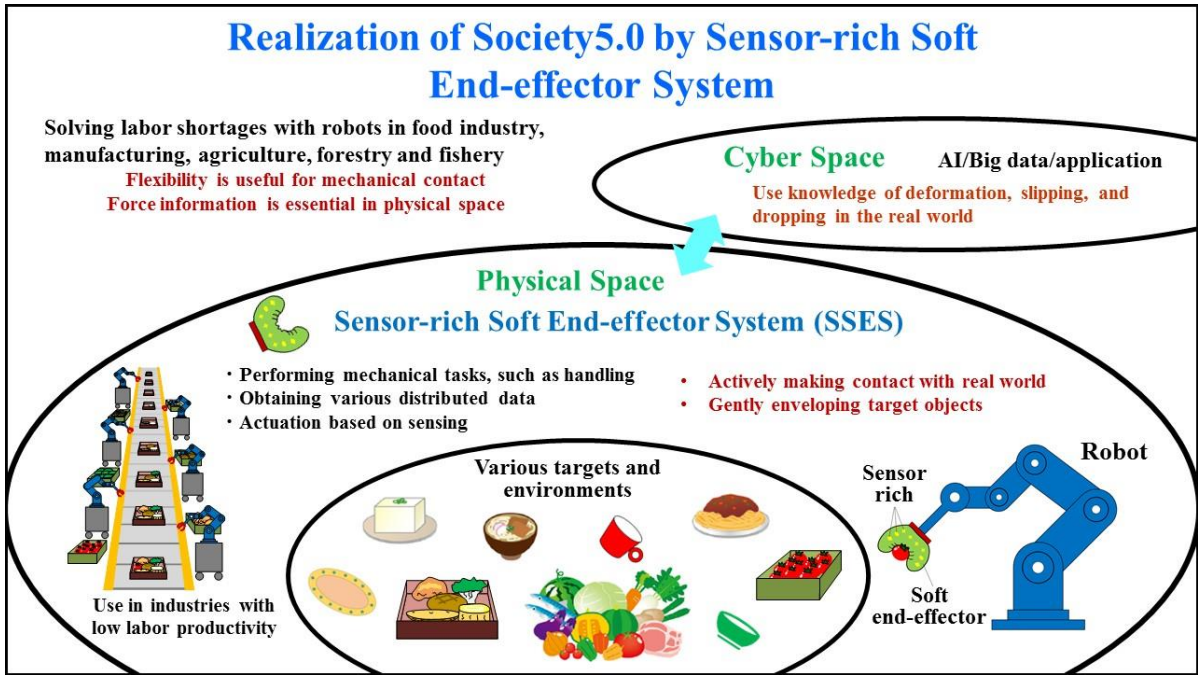 Realization of Society5.0 by Sensor-rich Soft
End-effector System
Solving labor shortages with robots in food industry,
manufacturing, agriculture, forestry and fishery
Flexibility is useful for mechanical contact
Force information is essential in physical space
Cyber Space AI/Big data/application
Use knowledge of deformation, slipping, and
dropping in the real world
Physical Space
Sensor-rich Soft End-effector System (SSES)
・Performing mechanical tasks, such as handling
・Obtaining various distributed data
・Actuation based on sensing
• Actively making contact with real world
• Gently enveloping target objects
Use in industries with
low labor productivity
Various targets and
environments
Robot
Sensor
rich
Soft
end-effector